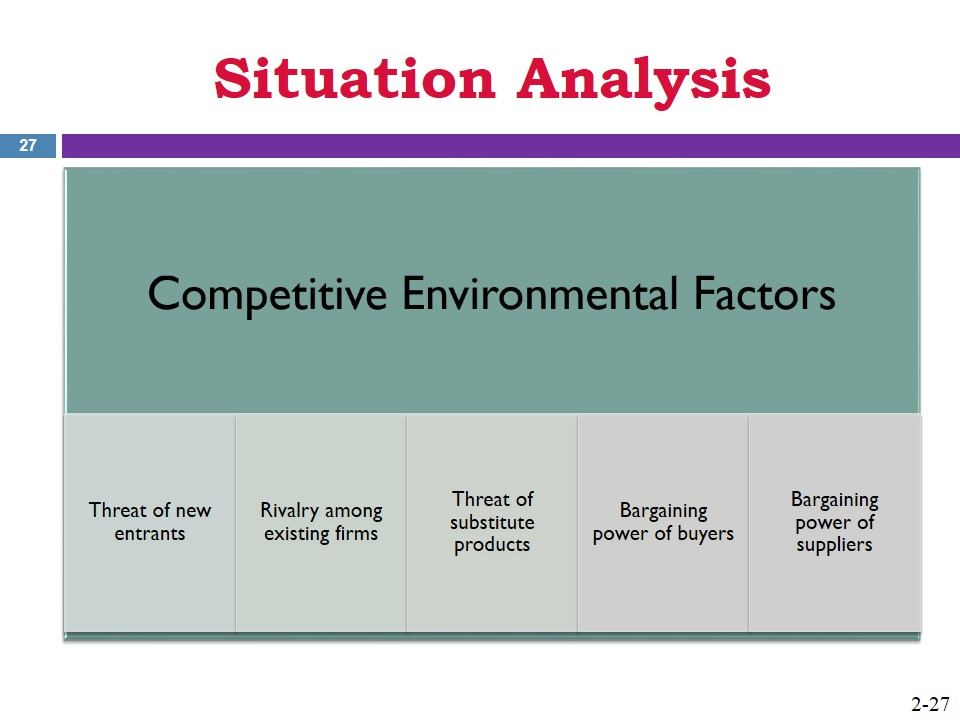 Situation Analysis
27
Competitive Environmental Factors
Threat of new
entrants
Rivalry among
existing firms
Threat of
substitute
products
Bargaining
power of buyers
Bargaining
power of
suppliers
2-27